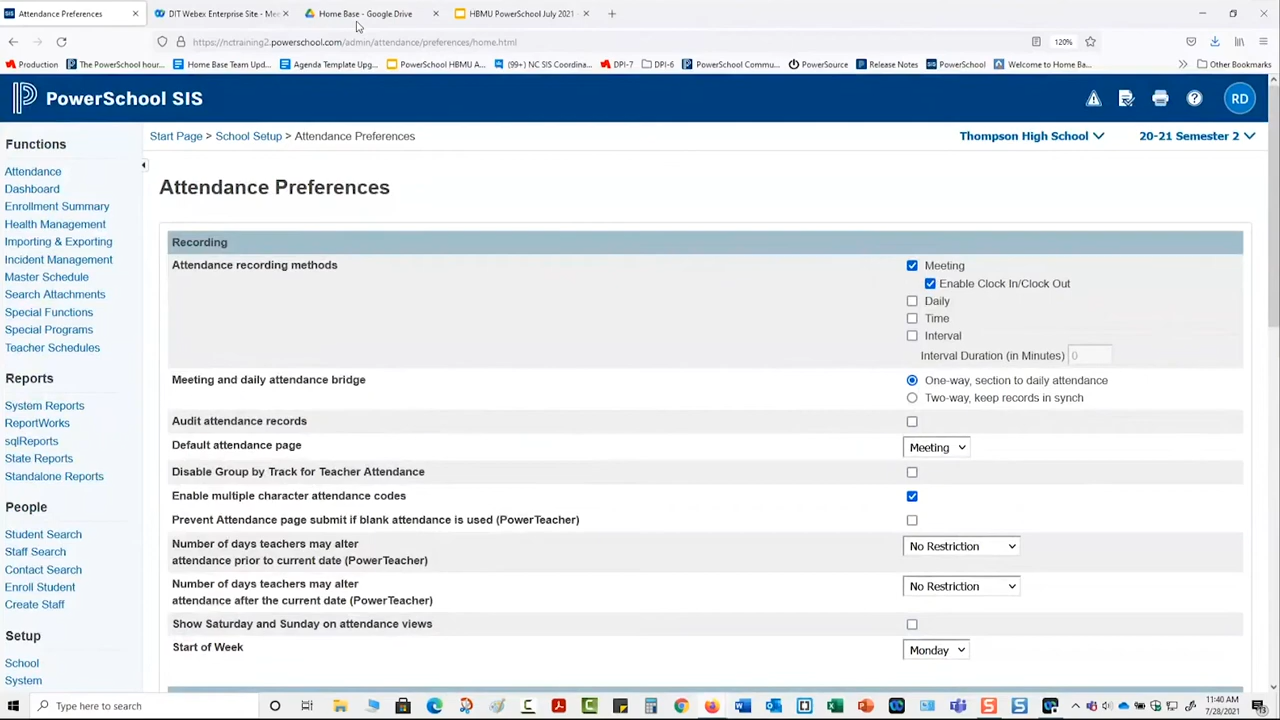 Attendance Preferences
DIT Webex Enterprise Site - Me
Home Base - Google Drive
HBMU PowerSchool July 2021 -
https://nctraining2.powerschool.com/admin/attendance/preferences/home.html
120%
Production
The PowerSchool hour...
Home Base Team Upd...
Agenda Template Upg...
PowerSchool HBMU A...
(99+) NC SIS Coordina...
DPI-7
DPI-6
PowerSchool Commu...
PowerSource
Release Notes
PowerSchool
Welcome to Home Ba...
Other Bookmarks
PowerSchool SIS
RD
Functions
Attendance
Dashboard
Enrollment Summary
Health Management
Importing & Exporting
Incident Management
Master Schedule
Search Attachments
Special Functions
Special Programs
Teacher Schedules
Reports
System Reports
ReportWorks
sqlReports
State Reports
Standalone Reports
People
Student Search
Staff Search
Contact Search
Enroll Student
Create Staff
Setup
School
System
Start Page > School Setup > Attendance Preferences
Thompson High School
20-21 Semester 2
Attendance Preferences
Recording
Attendance recording methods
Meeting
Enable Clock In/Clock Out
Daily
Time
Interval
Interval Duration (in Minutes) 0
Meeting and daily attendance bridge
One-way, section to daily attendance
Two-way, keep records in synch
Audit attendance records
Default attendance page
Meeting
Disable Group by Track for Teacher Attendance
Enable multiple character attendance codes
Prevent Attendance page submit if blank attendance is used (PowerTeacher)
Number of days teachers may alter
attendance prior to current date (PowerTeacher)
No Restriction
Number of days teachers may alter
attendance after the current date (PowerTeacher)
No Restriction
Show Saturday and Sunday on attendance views
Start of Week
Monday
Type here to search
11:40 AM
7/28/2021